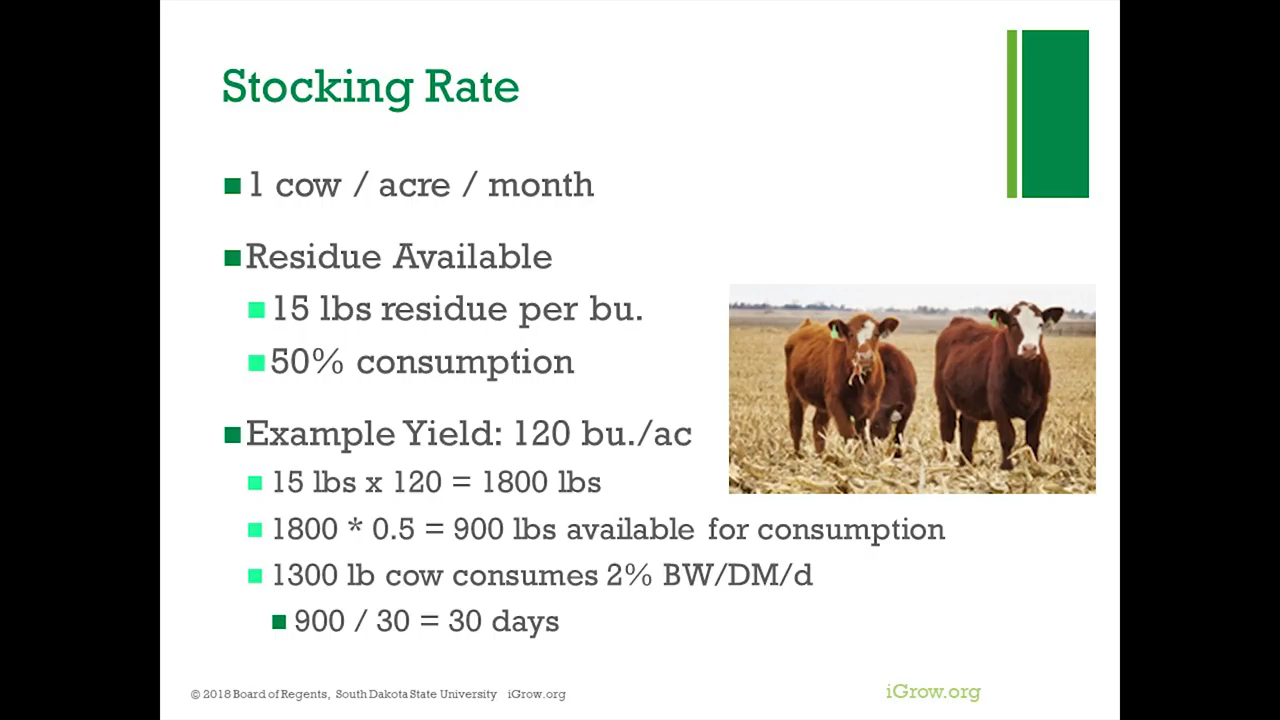 Stocking Rate
1 cow / acre / month
Residue Available
15 lbs residue per bu.
50% consumption
Example Yield: 120 bu./ac
15 lbs x 120 = 1800 lbs
1800 * 0.5 = 900 lbs available for consumption
1300 lb cow consumes 2% BW/DM/d
900 / 30 = 30 days
© 2018 Board of Regents, South Dakota State University iGrow.org
iGrow.org